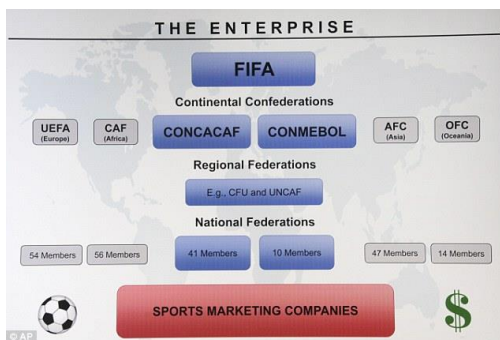 THE ENTERPRISE
FIFA
Continental Confederations
UEFA
(Europe)
CAF
(Africa)
CONCACAF
CONMEBOL
AFC
(Asia)
OFC
(Oceania)
Regional Federations
E.g., CFU and UNCAF
National Federations
54 Members
56 Members
41 Members
10 Members
47 Members
14 Members
SPORTS MARKETING COMPANIES
$
© AP